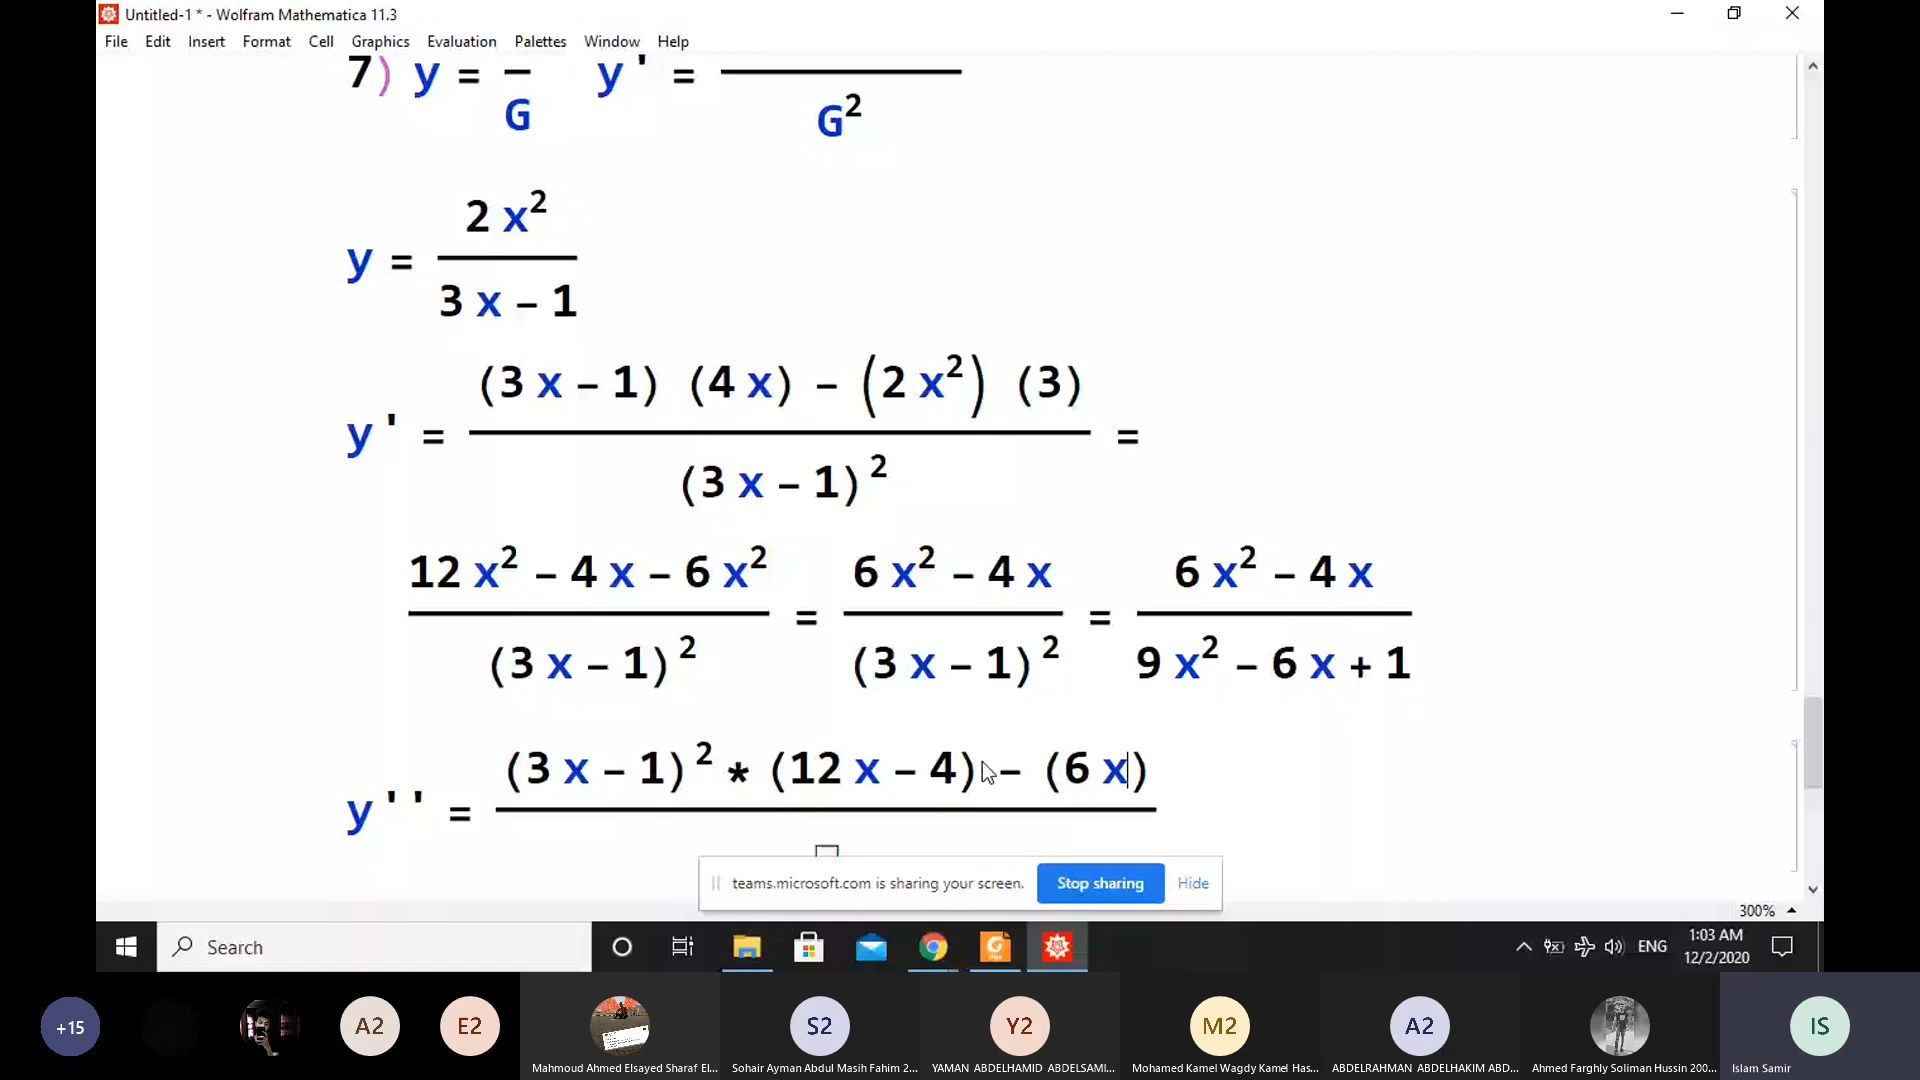 Untitled-1 * - Wolfram Mathematica 11.3
File Edit Insert Format Cell Graphics Evaluation Palettes Window Help
7) y = — y' = —
G G²
y = 2 x² / 3 x – 1
y' = (3 x – 1) (4 x) – (2 x²) (3) / (3 x – 1)² =
12 x² – 4 x – 6 x² / (3 x – 1)² = 6 x² – 4 x / (3 x – 1)² = 6 x² – 4 x / 9 x² – 6 x + 1
y'' = (3 x – 1)² * (12 x – 4) – (6 x)
teams.microsoft.com is sharing your screen. Stop sharing Hide
300%
Search
ENG
1:03 AM
12/2/2020
+15 A2 E2 S2 Y2 M2 A2 IS
Mahmoud Ahmed Elsayed Sharaf El... Sohair Ayman Abdul Masih Fahim 2... YAMAN ABDELHAMID ABDELSAMI... Mohamed Kamel Wagdy Kamel Has... ABDELRAHMAN ABDELHAKIM ABD... Ahmed Farghly Soliman Hussin 200... Islam Samir